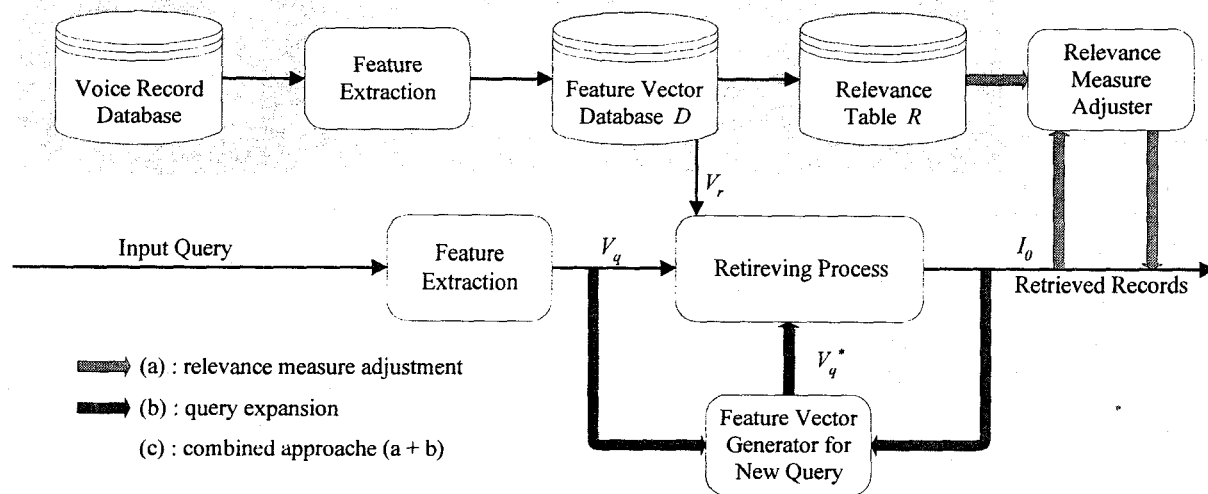 Voice Record
Database
Feature
Extraction
Feature Vector
Database D
Relevance
Table R
Relevance
Measure
Adjuster
V_r
Input Query
Feature
Extraction
V_q
Retireving Process
I_0
Retrieved Records
V_q*
(a) : relevance measure adjustment
(b) : query expansion
(c) : combined approache (a + b)
Feature Vector
Generator for
New Query